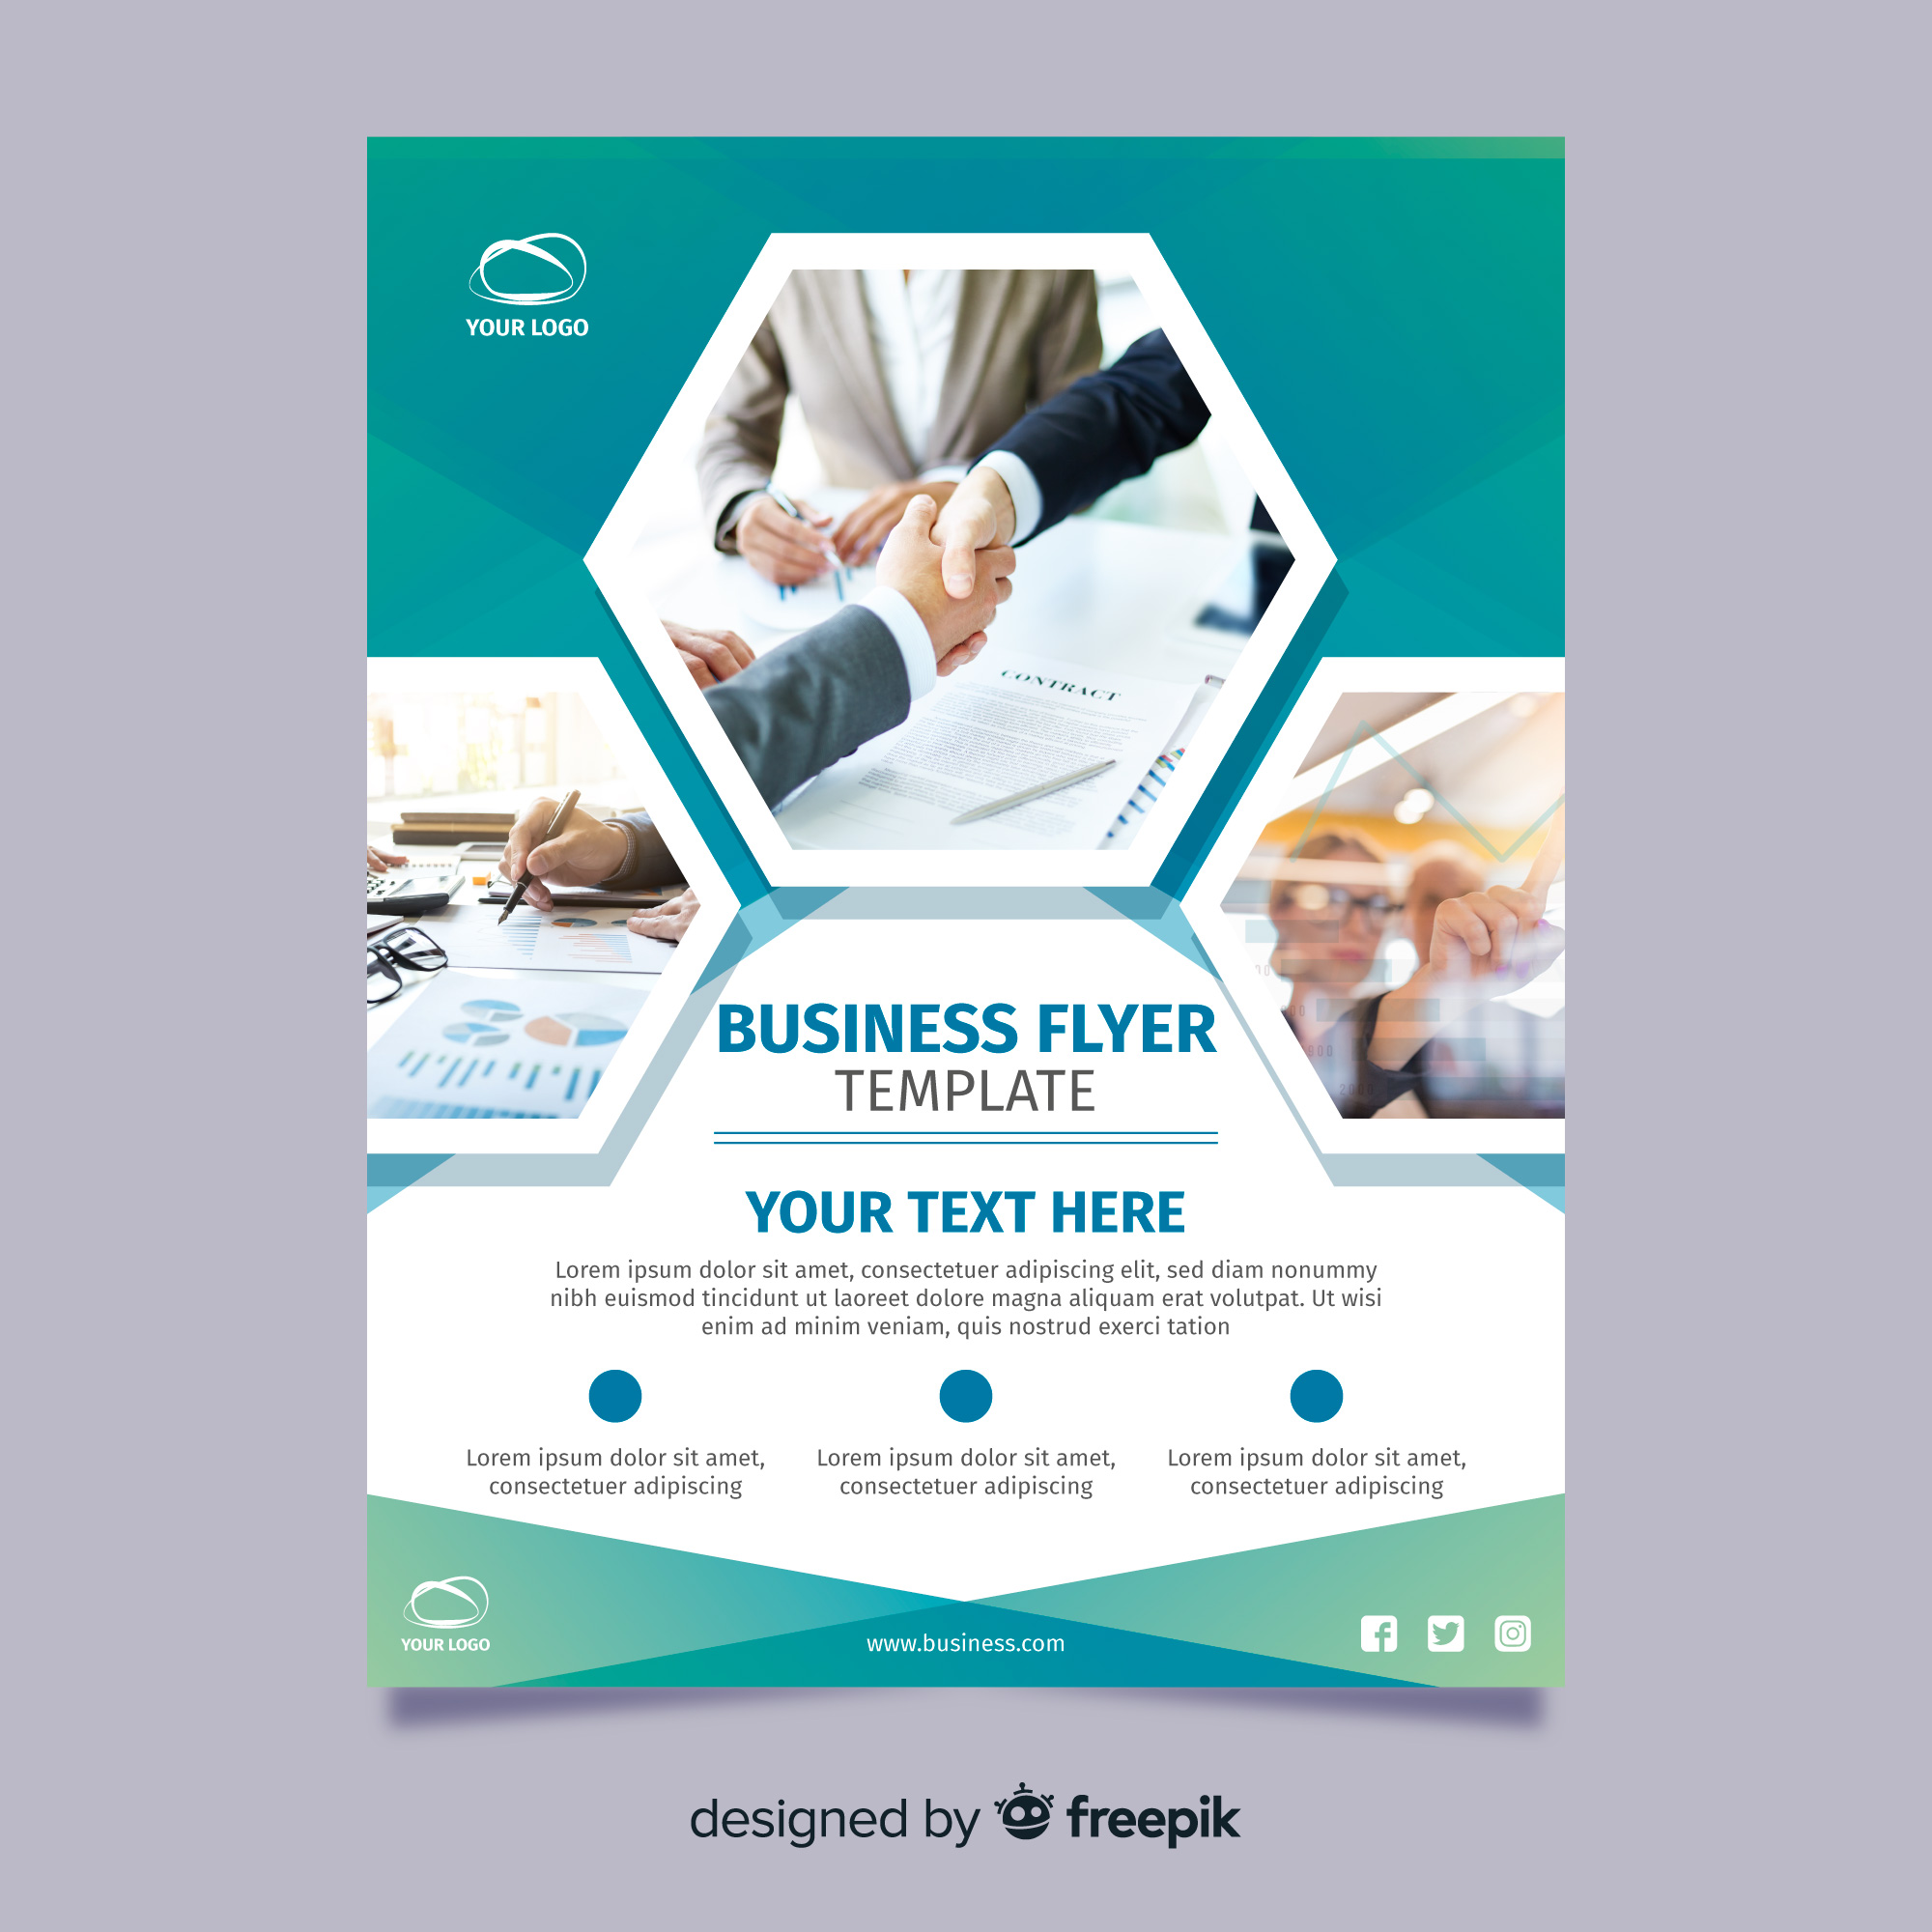 YOUR LOGO
CONTRACT
BUSINESS FLYER
TEMPLATE
YOUR TEXT HERE
Lorem ipsum dolor sit amet, consectetuer adipiscing elit, sed diam nonummy
nibh euismod tincidunt ut laoreet dolore magna aliquam erat volutpat. Ut wisi
enim ad minim veniam, quis nostrud exerci tation
Lorem ipsum dolor sit amet,
consectetuer adipiscing
Lorem ipsum dolor sit amet,
consectetuer adipiscing
Lorem ipsum dolor sit amet,
consectetuer adipiscing
YOUR LOGO
www.business.com
designed by freepik